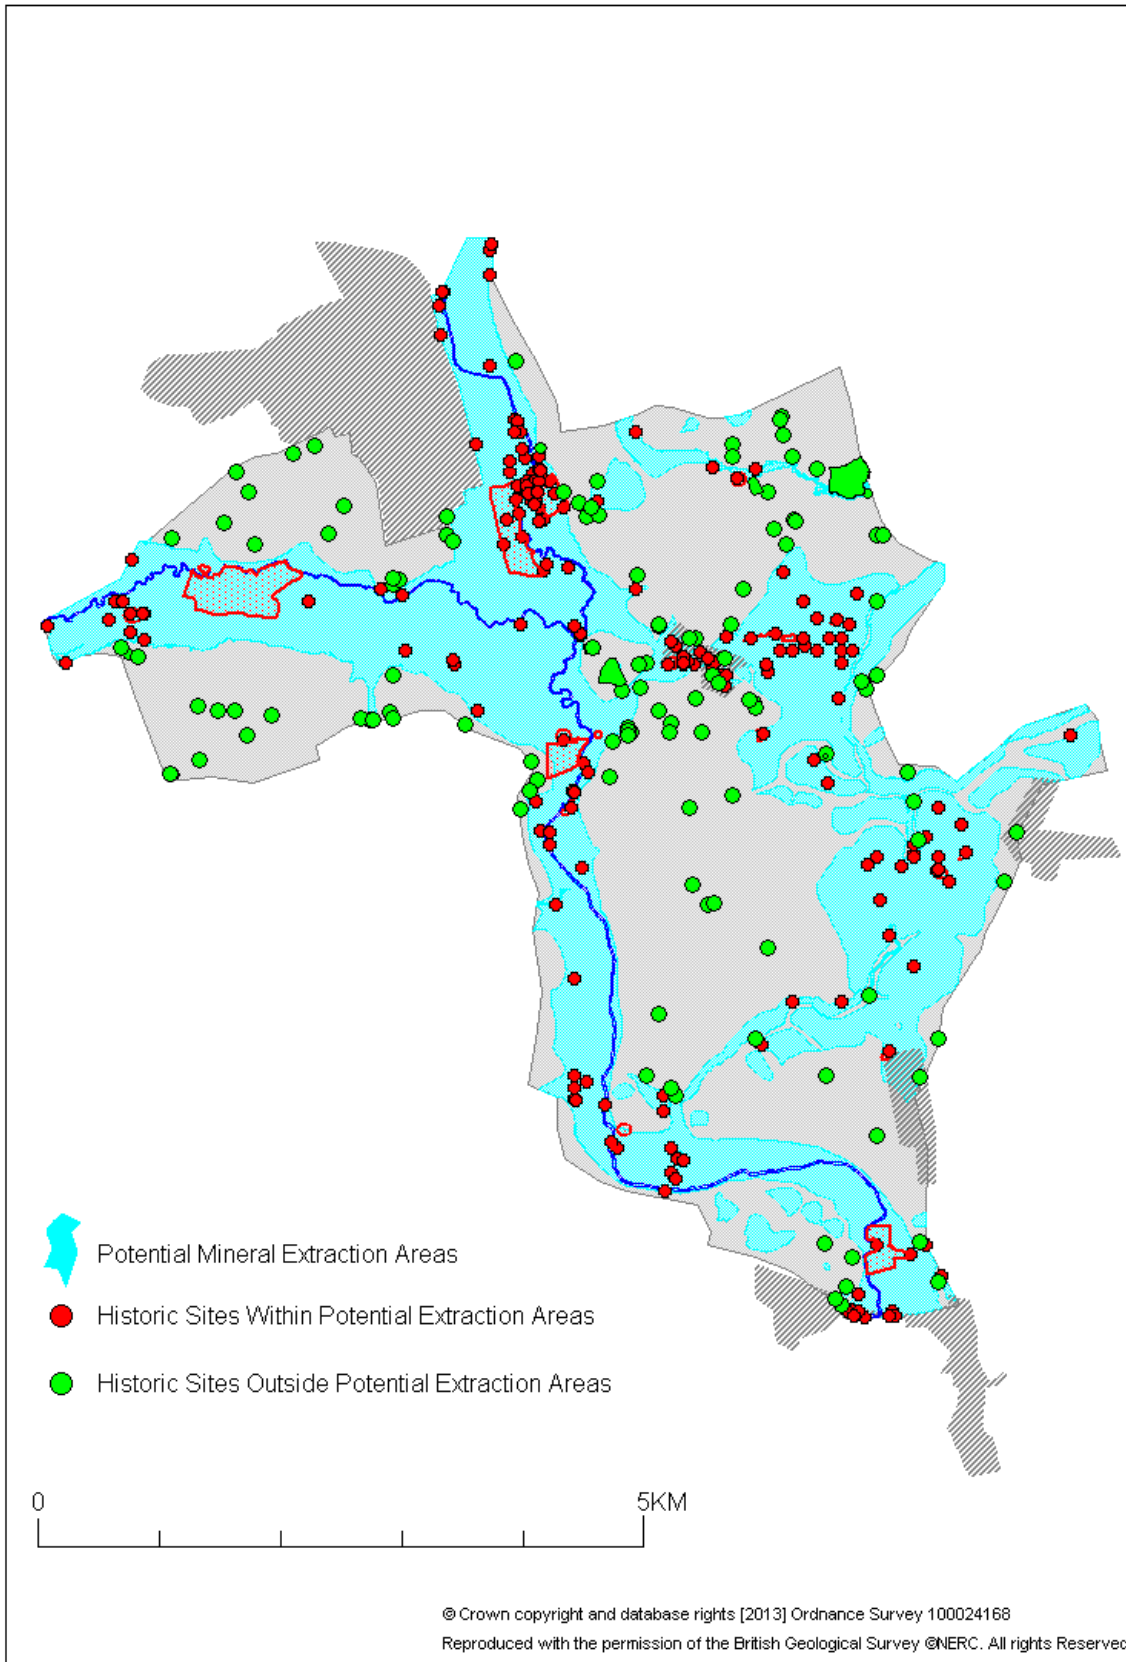 Potential Mineral Extraction Areas
Historic Sites Within Potential Extraction Areas
Historic Sites Outside Potential Extraction Areas
0 5KM
© Crown copyright and database rights [2013] Ordnance Survey 100024168
Reproduced with the permission of the British Geological Survey ©NERC. All rights Reserved